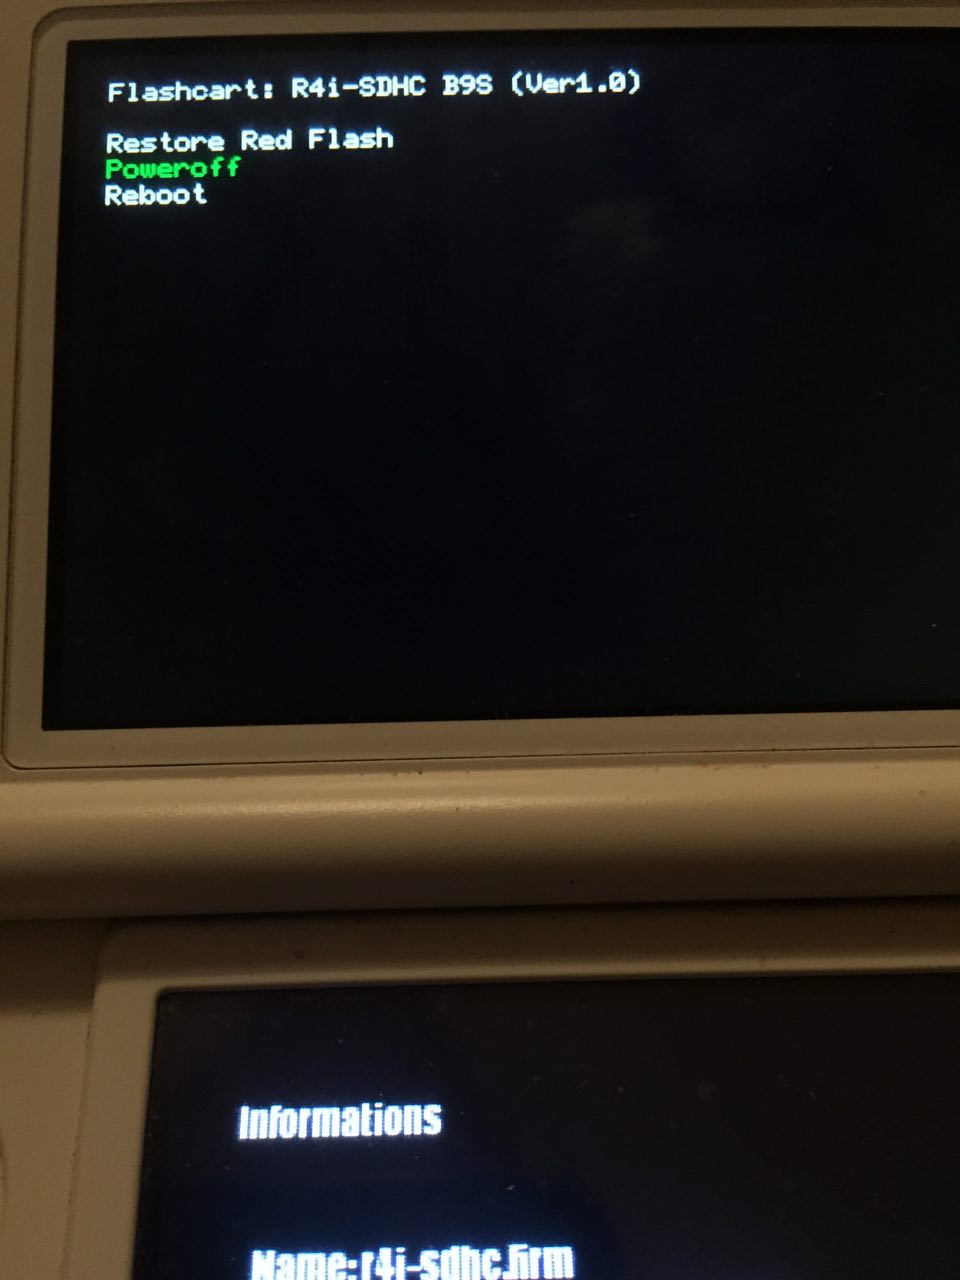 Flashcart: R4i-SDHC B9S (Ver1.0)
Restore Red Flash
Poweroff
Reboot
Informations
Name:r4i-sdhc.firm